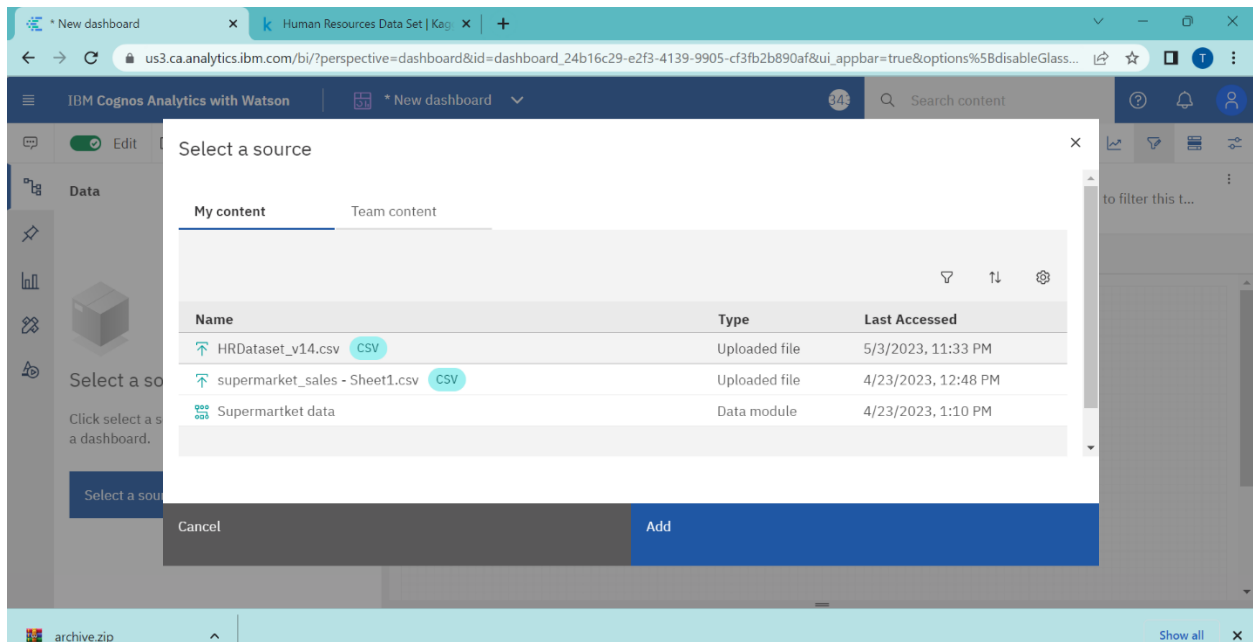 * New dashboard
Human Resources Data Set | Kag
us3.ca.analytics.ibm.com/bi/?perspective=dashboard&id=dashboard_24b16c29-e2f3-4139-9905-cf3fb2b890af&ui_appbar=true&options%5BdisableGlass...
T
IBM Cognos Analytics with Watson
* New dashboard
343
Search content
Edit
Select a source
Data
to filter this t...
My content
Team content
Name Type Last Accessed
HRDataset_v14.csv CSV Uploaded file 5/3/2023, 11:33 PM
supermarket_sales - Sheet1.csv CSV Uploaded file 4/23/2023, 12:48 PM
Supermartket data Data module 4/23/2023, 1:10 PM
Select a so
Click select a s
a dashboard.
Select a sou
Cancel
Add
archive.zip
Show all